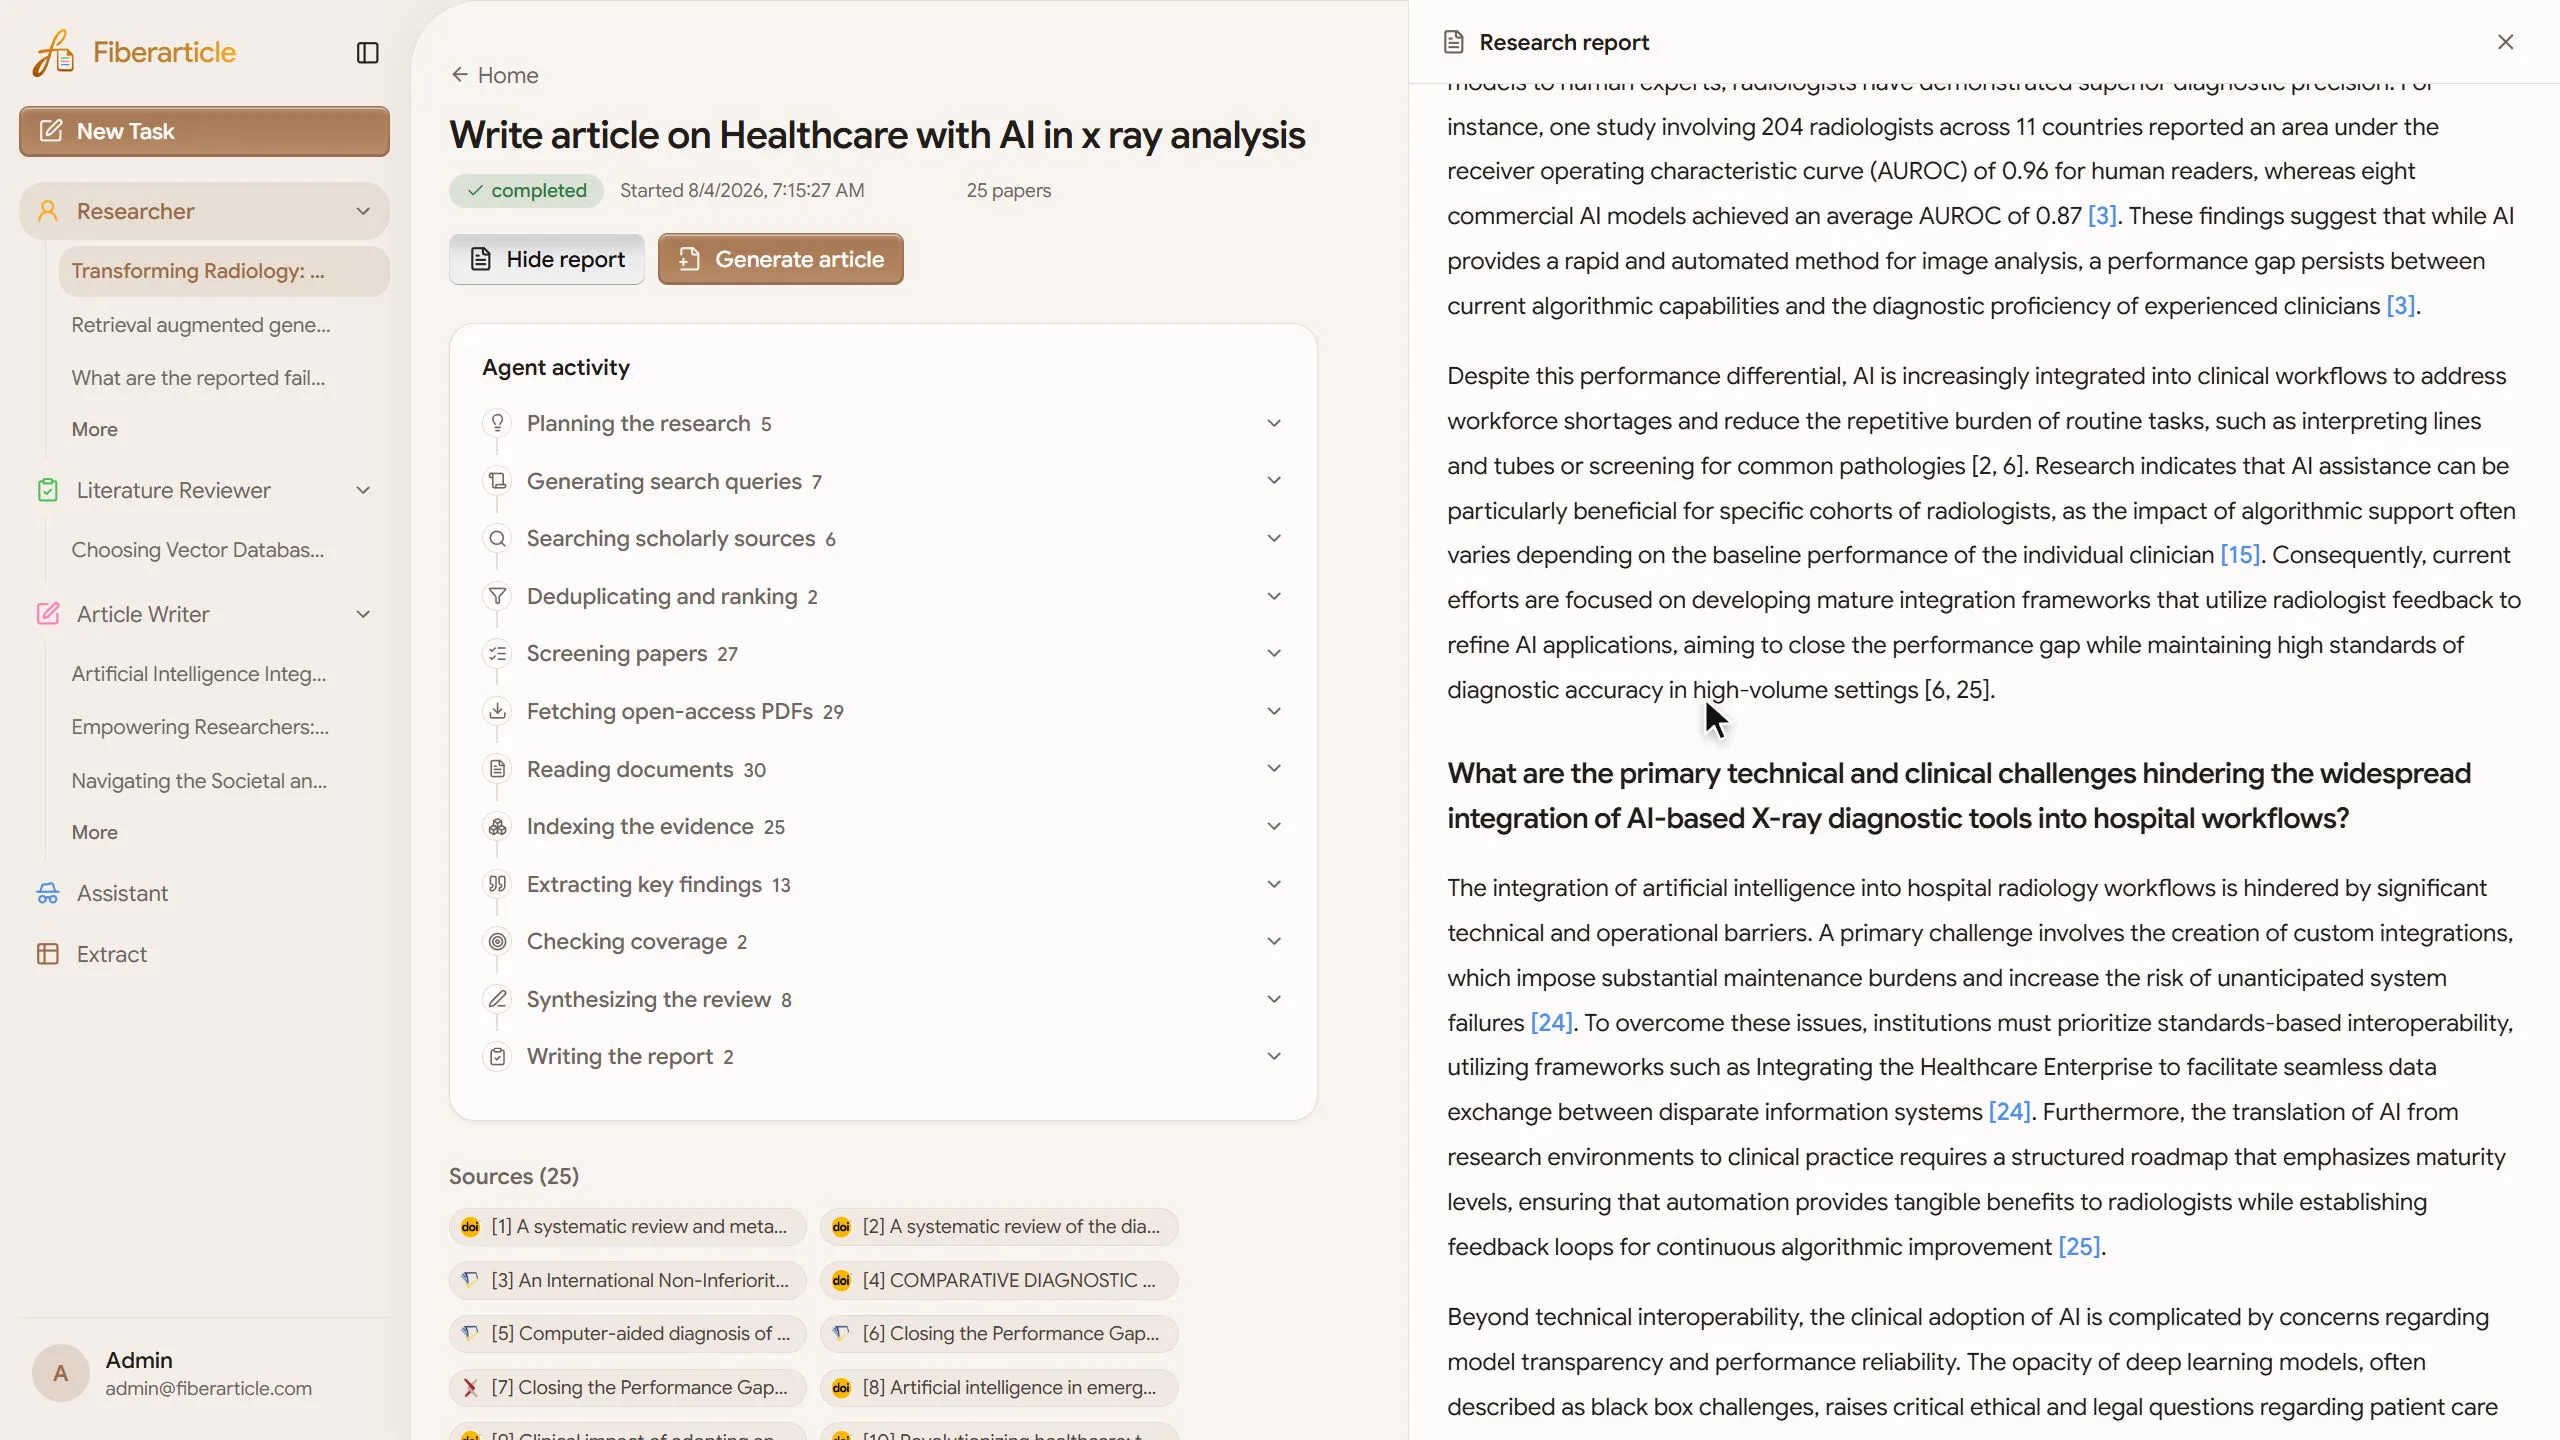 Fiberarticle
New Task
Researcher
Transforming Radiology: ...
Retrieval augmented gene...
What are the reported fail...
More
Literature Reviewer
Choosing Vector Databas...
Article Writer
Artificial Intelligence Integ...
Empowering Researchers:...
Navigating the Societal an...
More
Assistant
Extract
A
Admin
admin@fiberarticle.com
Home
Write article on Healthcare with AI in x ray analysis
completed Started 8/4/2026, 7:15:27 AM 25 papers
Hide report Generate article
Agent activity
Planning the research 5
Generating search queries 7
Searching scholarly sources 6
Deduplicating and ranking 2
Screening papers 27
Fetching open-access PDFs 29
Reading documents 30
Indexing the evidence 25
Extracting key findings 13
Checking coverage 2
Synthesizing the review 8
Writing the report 2
Sources (25)
doi [1] A systematic review and meta... doi [2] A systematic review of the dia...
[3] An International Non-Inferiorit... doi [4] COMPARATIVE DIAGNOSTIC ...
[5] Computer-aided diagnosis of ... [6] Closing the Performance Gap...
[7] Closing the Performance Gap... doi [8] Artificial intelligence in emerg...
[9] Clinical impact of adopting an... [10] Revolutionizing healthcare: t...
Research report
models to human experts, radiologists have demonstrated superior diagnostic precision. For
instance, one study involving 204 radiologists across 11 countries reported an area under the
receiver operating characteristic curve (AUROC) of 0.96 for human readers, whereas eight
commercial AI models achieved an average AUROC of 0.87 [3]. These findings suggest that while AI
provides a rapid and automated method for image analysis, a performance gap persists between
current algorithmic capabilities and the diagnostic proficiency of experienced clinicians [3].
Despite this performance differential, AI is increasingly integrated into clinical workflows to address
workforce shortages and reduce the repetitive burden of routine tasks, such as interpreting lines
and tubes or screening for common pathologies [2, 6]. Research indicates that AI assistance can be
particularly beneficial for specific cohorts of radiologists, as the impact of algorithmic support often
varies depending on the baseline performance of the individual clinician [15]. Consequently, current
efforts are focused on developing mature integration frameworks that utilize radiologist feedback to
refine AI applications, aiming to close the performance gap while maintaining high standards of
diagnostic accuracy in high-volume settings [6, 25].
What are the primary technical and clinical challenges hindering the widespread
integration of AI-based X-ray diagnostic tools into hospital workflows?
The integration of artificial intelligence into hospital radiology workflows is hindered by significant
technical and operational barriers. A primary challenge involves the creation of custom integrations,
which impose substantial maintenance burdens and increase the risk of unanticipated system
failures [24]. To overcome these issues, institutions must prioritize standards-based interoperability,
utilizing frameworks such as Integrating the Healthcare Enterprise to facilitate seamless data
exchange between disparate information systems [24]. Furthermore, the translation of AI from
research environments to clinical practice requires a structured roadmap that emphasizes maturity
levels, ensuring that automation provides tangible benefits to radiologists while establishing
feedback loops for continuous algorithmic improvement [25].
Beyond technical interoperability, the clinical adoption of AI is complicated by concerns regarding
model transparency and performance reliability. The opacity of deep learning models, often
described as black box challenges, raises critical ethical and legal questions regarding patient care